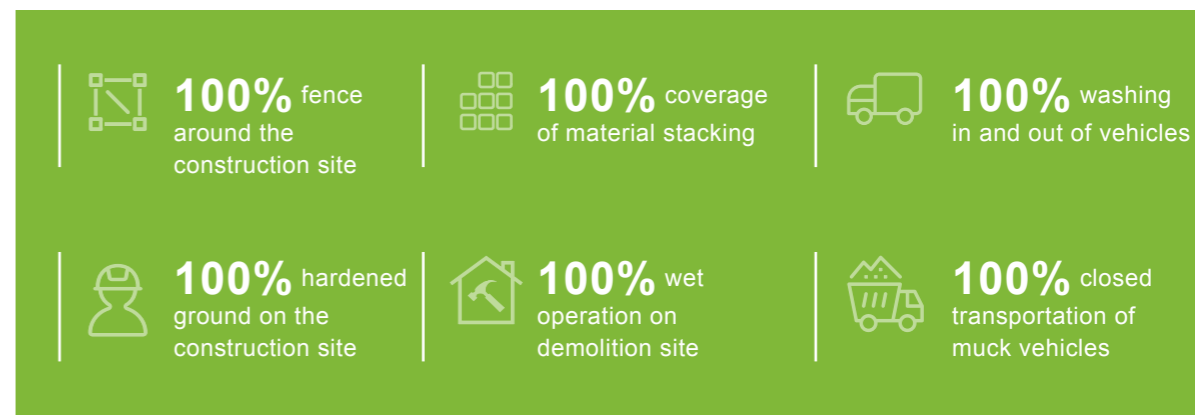 100% fence
around the
construction site
100% coverage
of material stacking
100% washing
in and out of vehicles
100% hardened
ground on the
construction site
100% wet
operation on
demolition site
100% closed
transportation of
muck vehicles